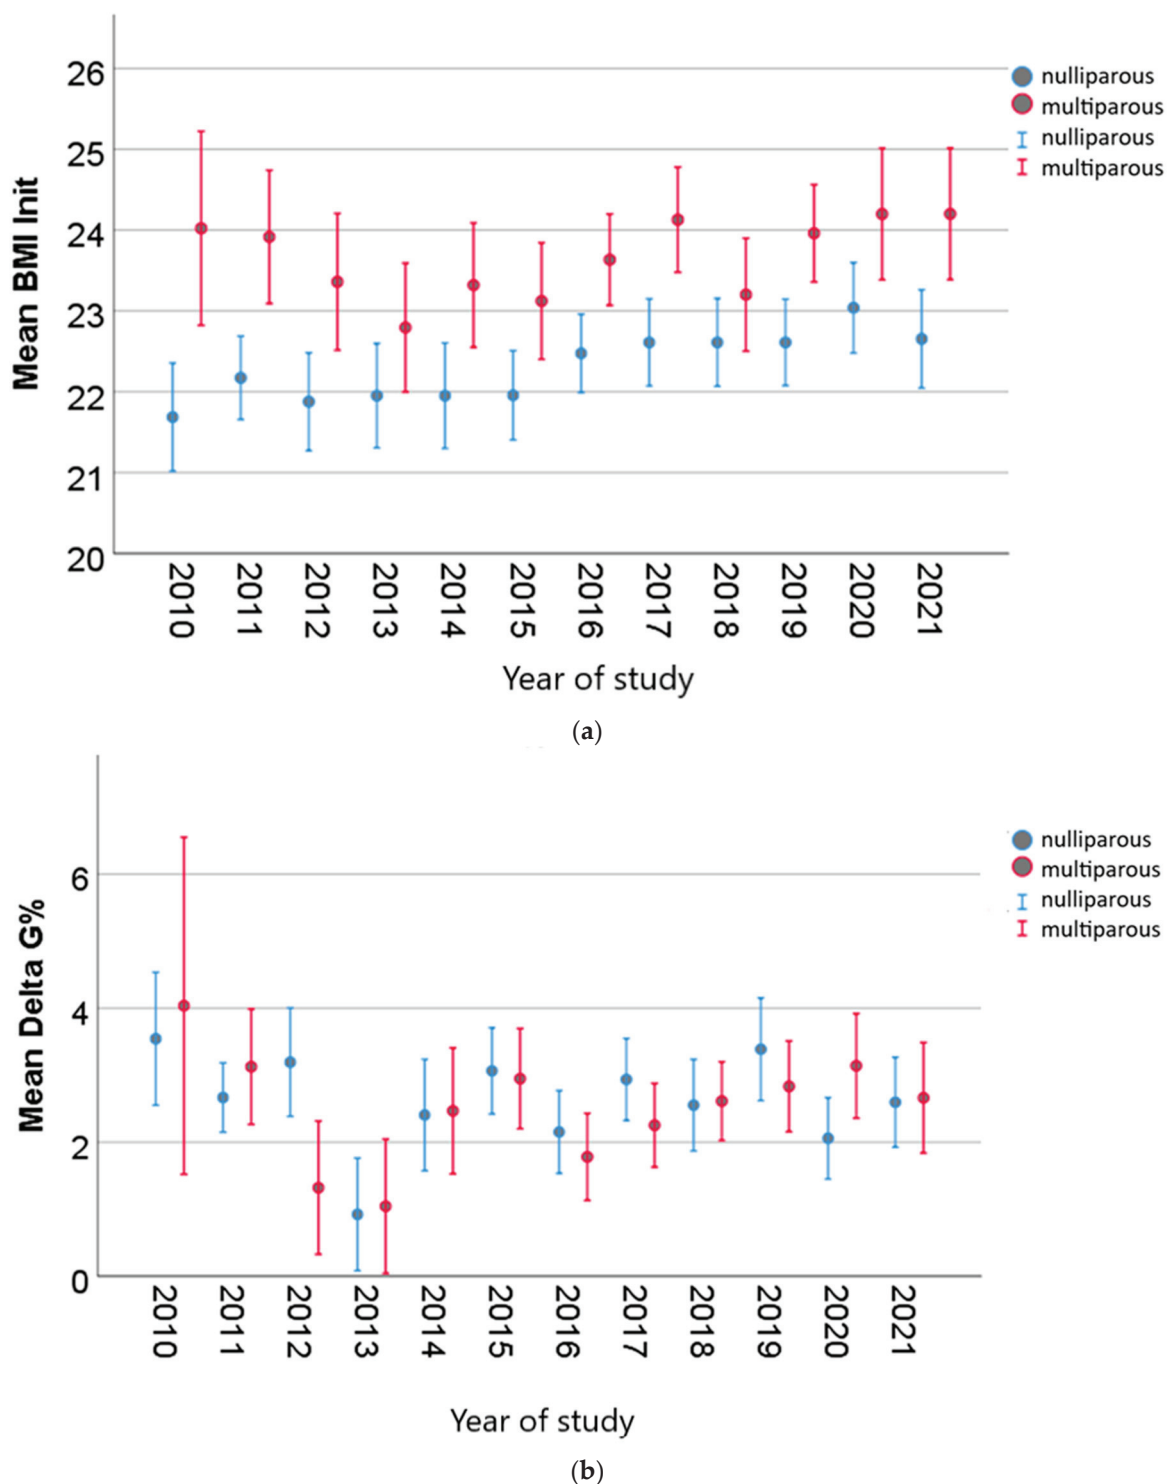 26
25
24
23
22
21
20
Mean BMI Init
nulliparous
multiparous
nulliparous
multiparous
2010
2011
2012
2013
2014
2015
2016
2017
2018
2019
2020
2021
Year of study
(a)
6
4
2
0
Mean Delta G%
nulliparous
multiparous
nulliparous
multiparous
2010
2011
2012
2013
2014
2015
2016
2017
2018
2019
2020
2021
Year of study
(b)